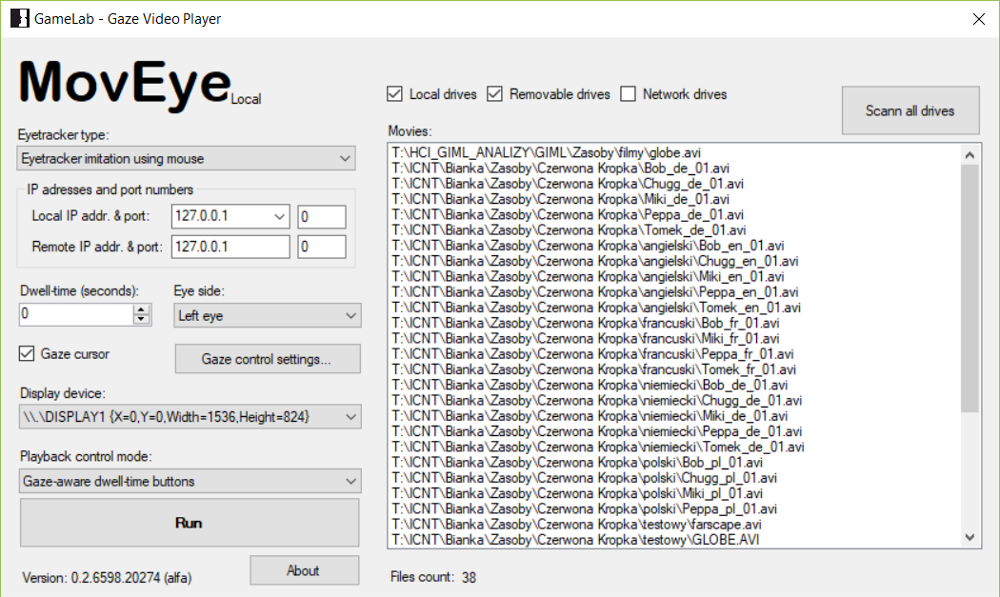 GameLab - Gaze Video Player
MovEye Local
Eyetracker type:
Eyetracker imitation using mouse
IP adresses and port numbers
Local IP addr. & port: 127.0.0.1 0
Remote IP addr. & port: 127.0.0.1 0
Dwell-time (seconds): Eye side:
0 Left eye
Gaze cursor Gaze control settings...
Display device:
\\.\DISPLAY1 {X=0,Y=0,Width=1536,Height=824}
Playback control mode:
Gaze-aware dwell-time buttons
Run
Version: 0.2.6598.20274 (alfa) About
Local drives Removable drives Network drives
Scann all drives
Movies:
T:\HCI_GIML_ANALIZY\GIML\Zasoby\filmy\globe.avi
T:\ICNT\Bianka\Zasoby\Czerwona Kropka\Bob_de_01.avi
T:\ICNT\Bianka\Zasoby\Czerwona Kropka\Chugg_de_01.avi
T:\ICNT\Bianka\Zasoby\Czerwona Kropka\Miki_de_01.avi
T:\ICNT\Bianka\Zasoby\Czerwona Kropka\Peppa_de_01.avi
T:\ICNT\Bianka\Zasoby\Czerwona Kropka\Tomek_de_01.avi
T:\ICNT\Bianka\Zasoby\Czerwona Kropka\angielski\Bob_en_01.avi
T:\ICNT\Bianka\Zasoby\Czerwona Kropka\angielski\Chugg_en_01.avi
T:\ICNT\Bianka\Zasoby\Czerwona Kropka\angielski\Miki_en_01.avi
T:\ICNT\Bianka\Zasoby\Czerwona Kropka\angielski\Peppa_en_01.avi
T:\ICNT\Bianka\Zasoby\Czerwona Kropka\angielski\Tomek_en_01.avi
T:\ICNT\Bianka\Zasoby\Czerwona Kropka\francuski\Bob_fr_01.avi
T:\ICNT\Bianka\Zasoby\Czerwona Kropka\francuski\Miki_fr_01.avi
T:\ICNT\Bianka\Zasoby\Czerwona Kropka\francuski\Peppa_fr_01.avi
T:\ICNT\Bianka\Zasoby\Czerwona Kropka\francuski\Tomek_fr_01.avi
T:\ICNT\Bianka\Zasoby\Czerwona Kropka\niemiecki\Bob_de_01.avi
T:\ICNT\Bianka\Zasoby\Czerwona Kropka\niemiecki\Chugg_de_01.avi
T:\ICNT\Bianka\Zasoby\Czerwona Kropka\niemiecki\Miki_de_01.avi
T:\ICNT\Bianka\Zasoby\Czerwona Kropka\niemiecki\Peppa_de_01.avi
T:\ICNT\Bianka\Zasoby\Czerwona Kropka\niemiecki\Tomek_de_01.avi
T:\ICNT\Bianka\Zasoby\Czerwona Kropka\polski\Bob_pl_01.avi
T:\ICNT\Bianka\Zasoby\Czerwona Kropka\polski\Chugg_pl_01.avi
T:\ICNT\Bianka\Zasoby\Czerwona Kropka\polski\Miki_pl_01.avi
T:\ICNT\Bianka\Zasoby\Czerwona Kropka\polski\Peppa_pl_01.avi
T:\ICNT\Bianka\Zasoby\Czerwona Kropka\testowy\farscape.avi
T:\ICNT\Bianka\Zasoby\Czerwona Kropka\testowy\GLOBE.AVI
Files count: 38